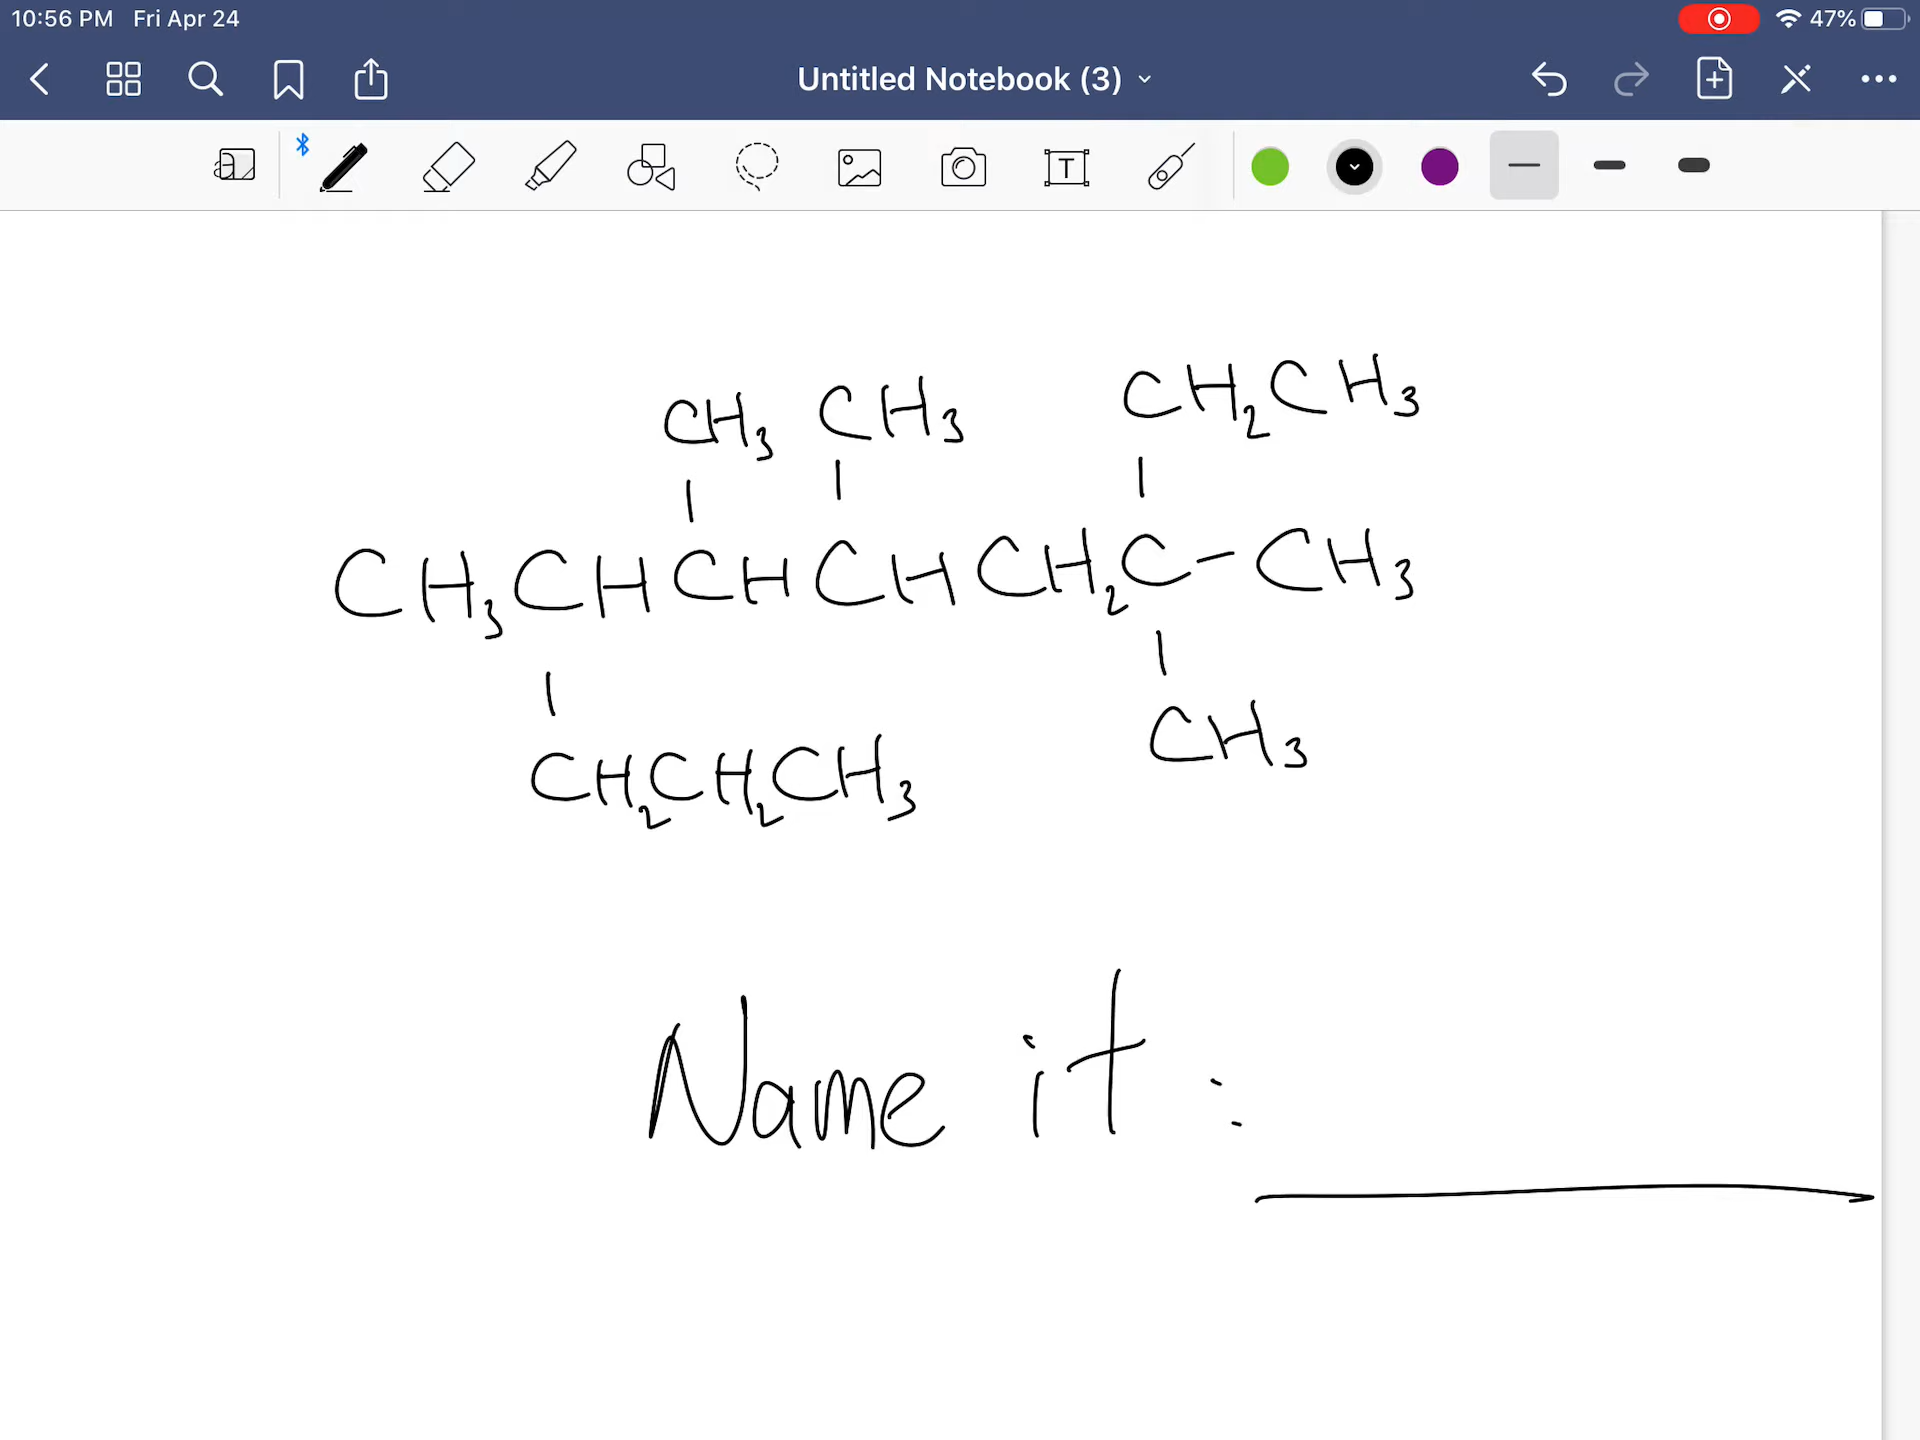 10:56 PM Fri Apr 24
47%
Untitled Notebook (3)
T
CH₃ CH₃ CH₂CH₃
CH₃CHCHCHCH₂C-CH₃
CH₂CH₂CH₃ CH₃
Name it: